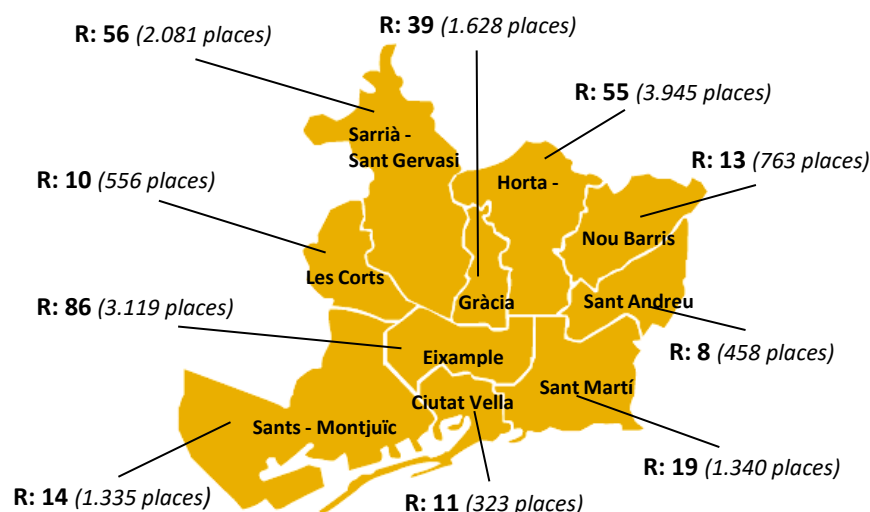 R: 56 (2.081 places)
R: 39 (1.628 places)
R: 55 (3.945 places)
Sarrià -
Sant Gervasi
R: 13 (763 places)
R: 10 (556 places)
Horta -
Nou Barris
Les Corts
Gràcia
Sant Andreu
R: 86 (3.119 places)
R: 8 (458 places)
Eixample
Sant Martí
Ciutat Vella
Sants - Montjuïc
R: 19 (1.340 places)
R: 14 (1.335 places)
R: 11 (323 places)